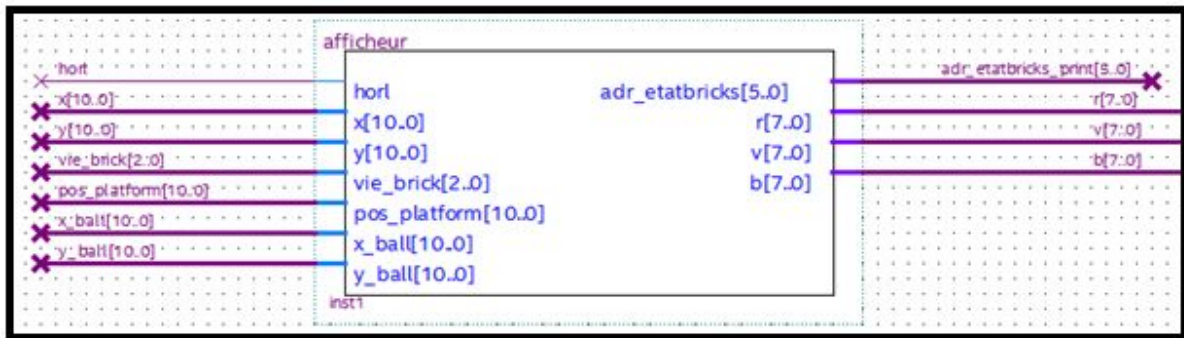 afficheur
horl
x[10..0]
y[10..0]
vie_brick[2..0]
pos_platform[10..0]
x_ball[10..0]
y_ball[10..0]
horl
x[10..0]
y[10..0]
vie_brick[2..0]
pos_platform[10..0]
x_ball[10..0]
y_ball[10..0]
adr_etatbricks[5..0]
r[7..0]
v[7..0]
b[7..0]
adr_etatbricks_print[5..0]
r[7..0]
v[7..0]
b[7..0]
inst1